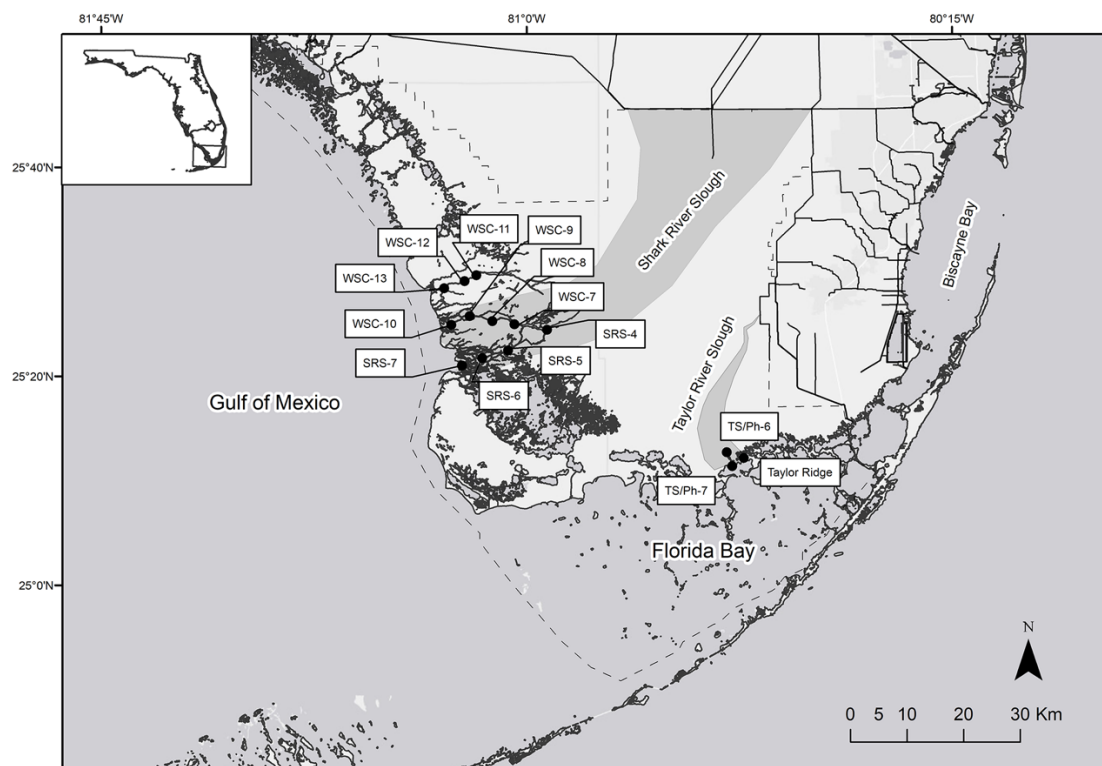 81°45'W
81°0'W
80°15'W
25°40'N
25°20'N
25°0'N
WSC-11
WSC-12
WSC-9
WSC-8
WSC-13
WSC-7
WSC-10
SRS-4
SRS-7
SRS-5
SRS-6
Shark River Slough
Biscayne Bay
Taylor River Slough
Gulf of Mexico
TS/Ph-6
Taylor Ridge
TS/Ph-7
Florida Bay
N
0 5 10 20 30 Km